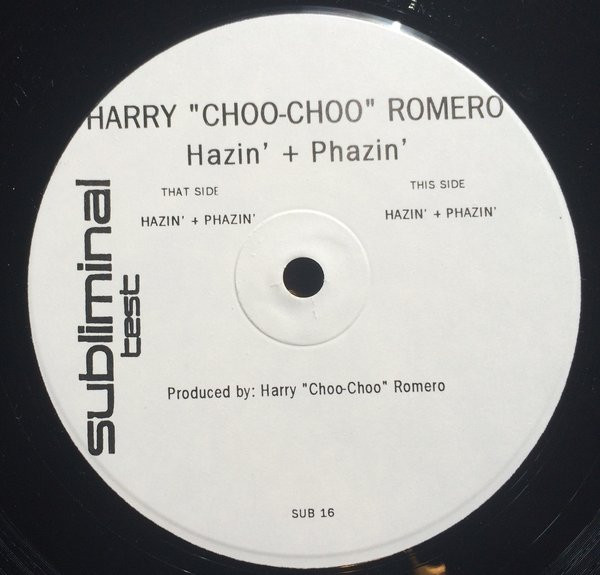 HARRY "CHOO-CHOO" ROMERO
Hazin' + Phazin'
THAT SIDE
HAZIN' + PHAZIN'
THIS SIDE
HAZIN' + PHAZIN'
subliminal
test
Produced by: Harry "Choo-Choo" Romero
SUB 16